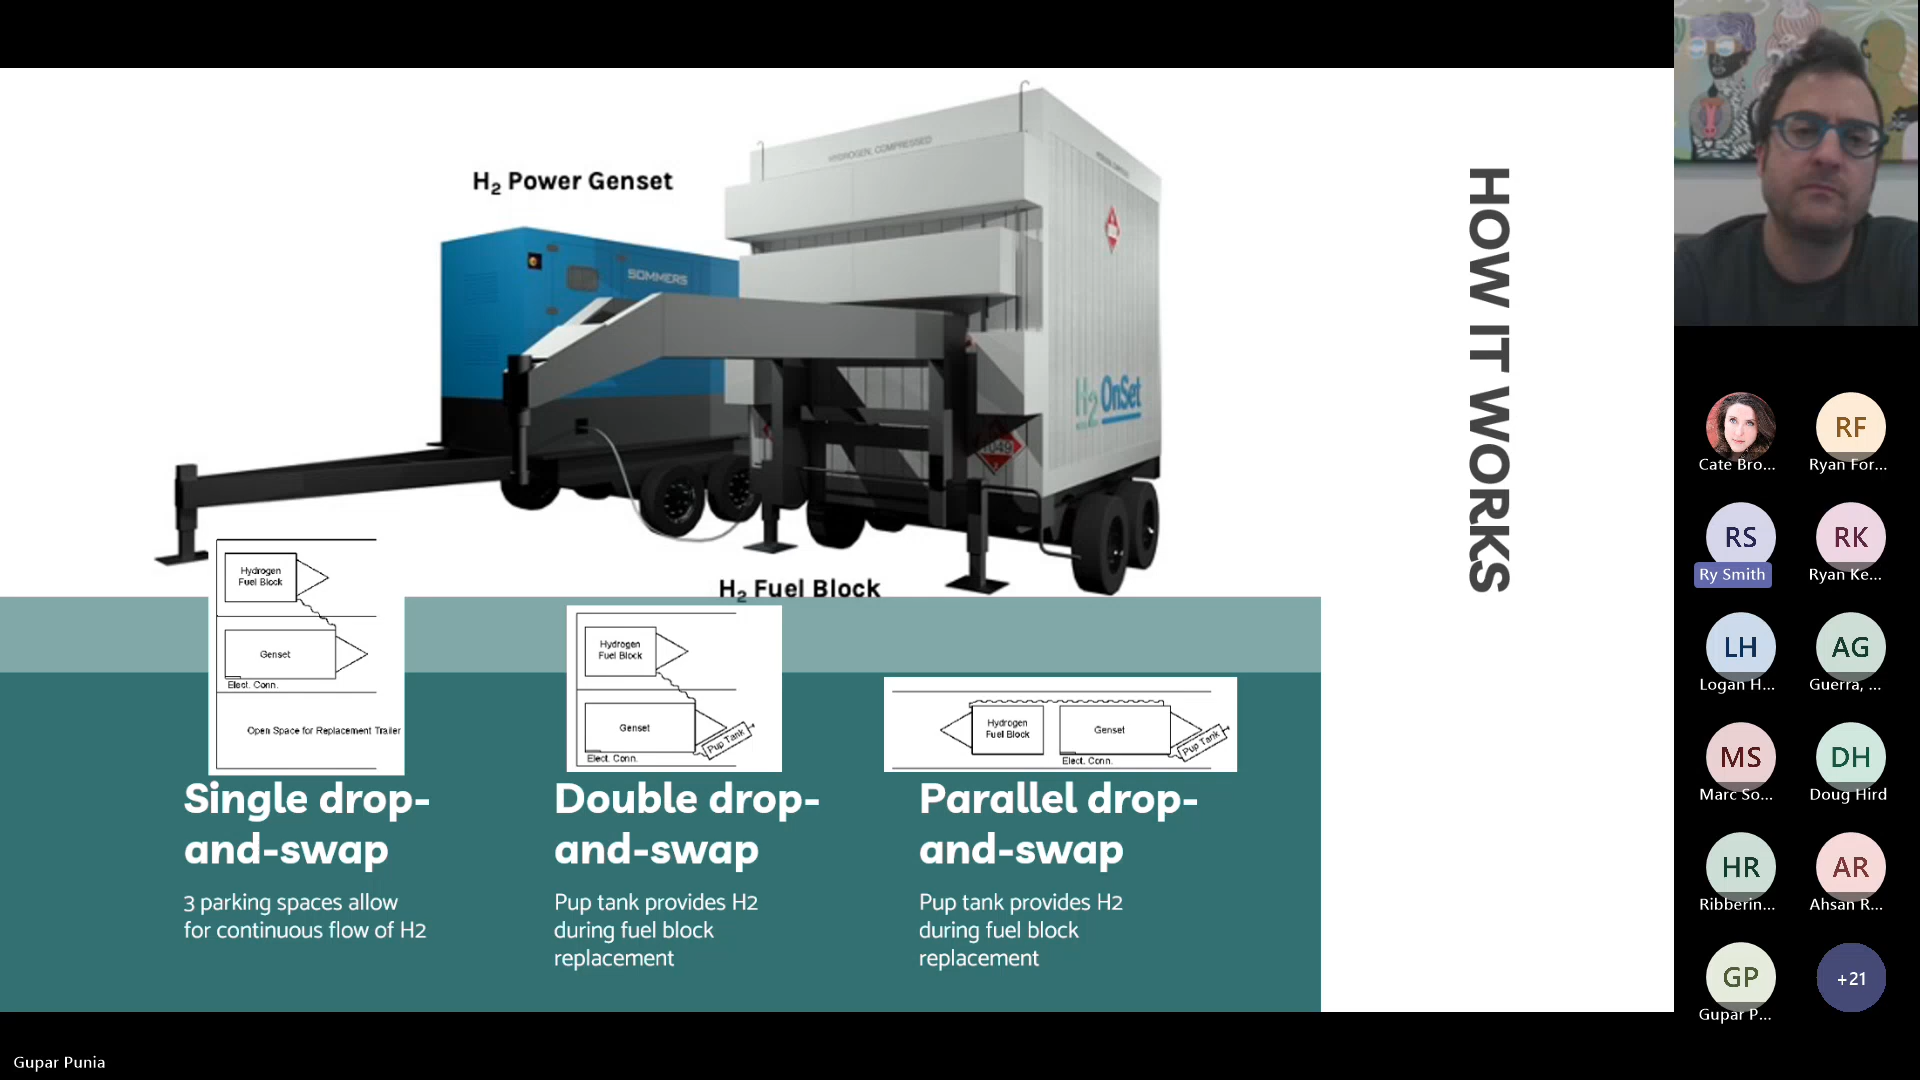 HYDROGEN, COMPRESSED
H2 Power Genset
SOMMERS
H2 OnSet
1049
H2 Fuel Block
HOW IT WORKS
Hydrogen
Fuel Block
Genset
Elect. Conn.
Open Space for Replacement Trailer
Hydrogen
Fuel Block
Genset
Pup Tank
Elect. Conn.
Hydrogen
Fuel Block
Genset
Pup Tank
Elect. Conn.
Single drop-
and-swap
3 parking spaces allow
for continuous flow of H2
Double drop-
and-swap
Pup tank provides H2
during fuel block
replacement
Parallel drop-
and-swap
Pup tank provides H2
during fuel block
replacement
Cate Bro...
RF
Ryan For...
RS
Ry Smith
RK
Ryan Ke...
LH
Logan H...
AG
Guerra, ...
MS
Marc So...
DH
Doug Hird
HR
Ribberin...
AR
Ahsan R...
GP
Gupar P...
+21
Gupar Punia